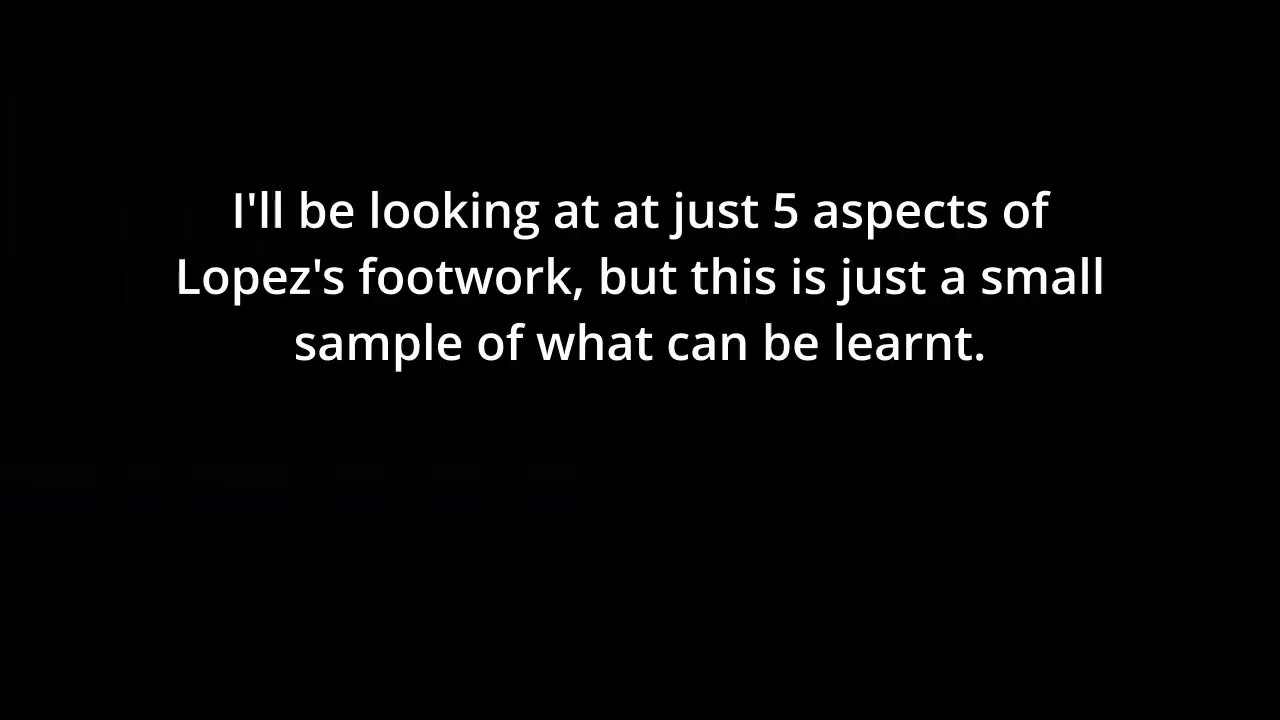 I'll be looking at at just 5 aspects of
Lopez's footwork, but this is just a small
sample of what can be learnt.